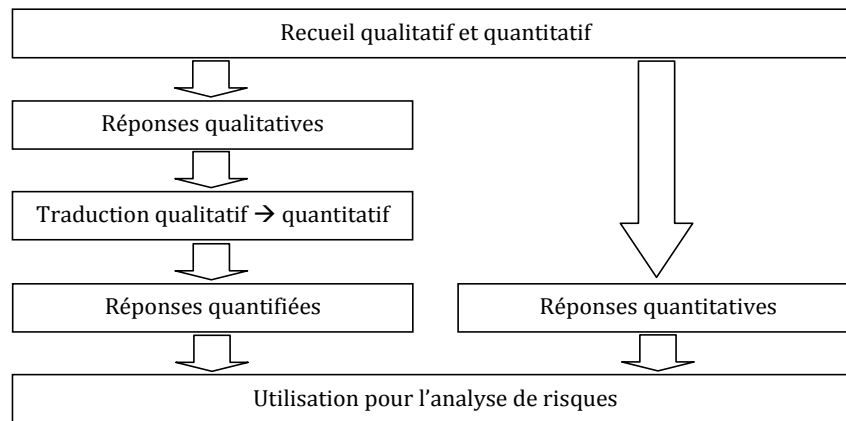 Recueil qualitatif et quantitatif
Réponses qualitatives
Traduction qualitatif → quantitatif
Réponses quantifiées
Réponses quantitatives
Utilisation pour l'analyse de risques